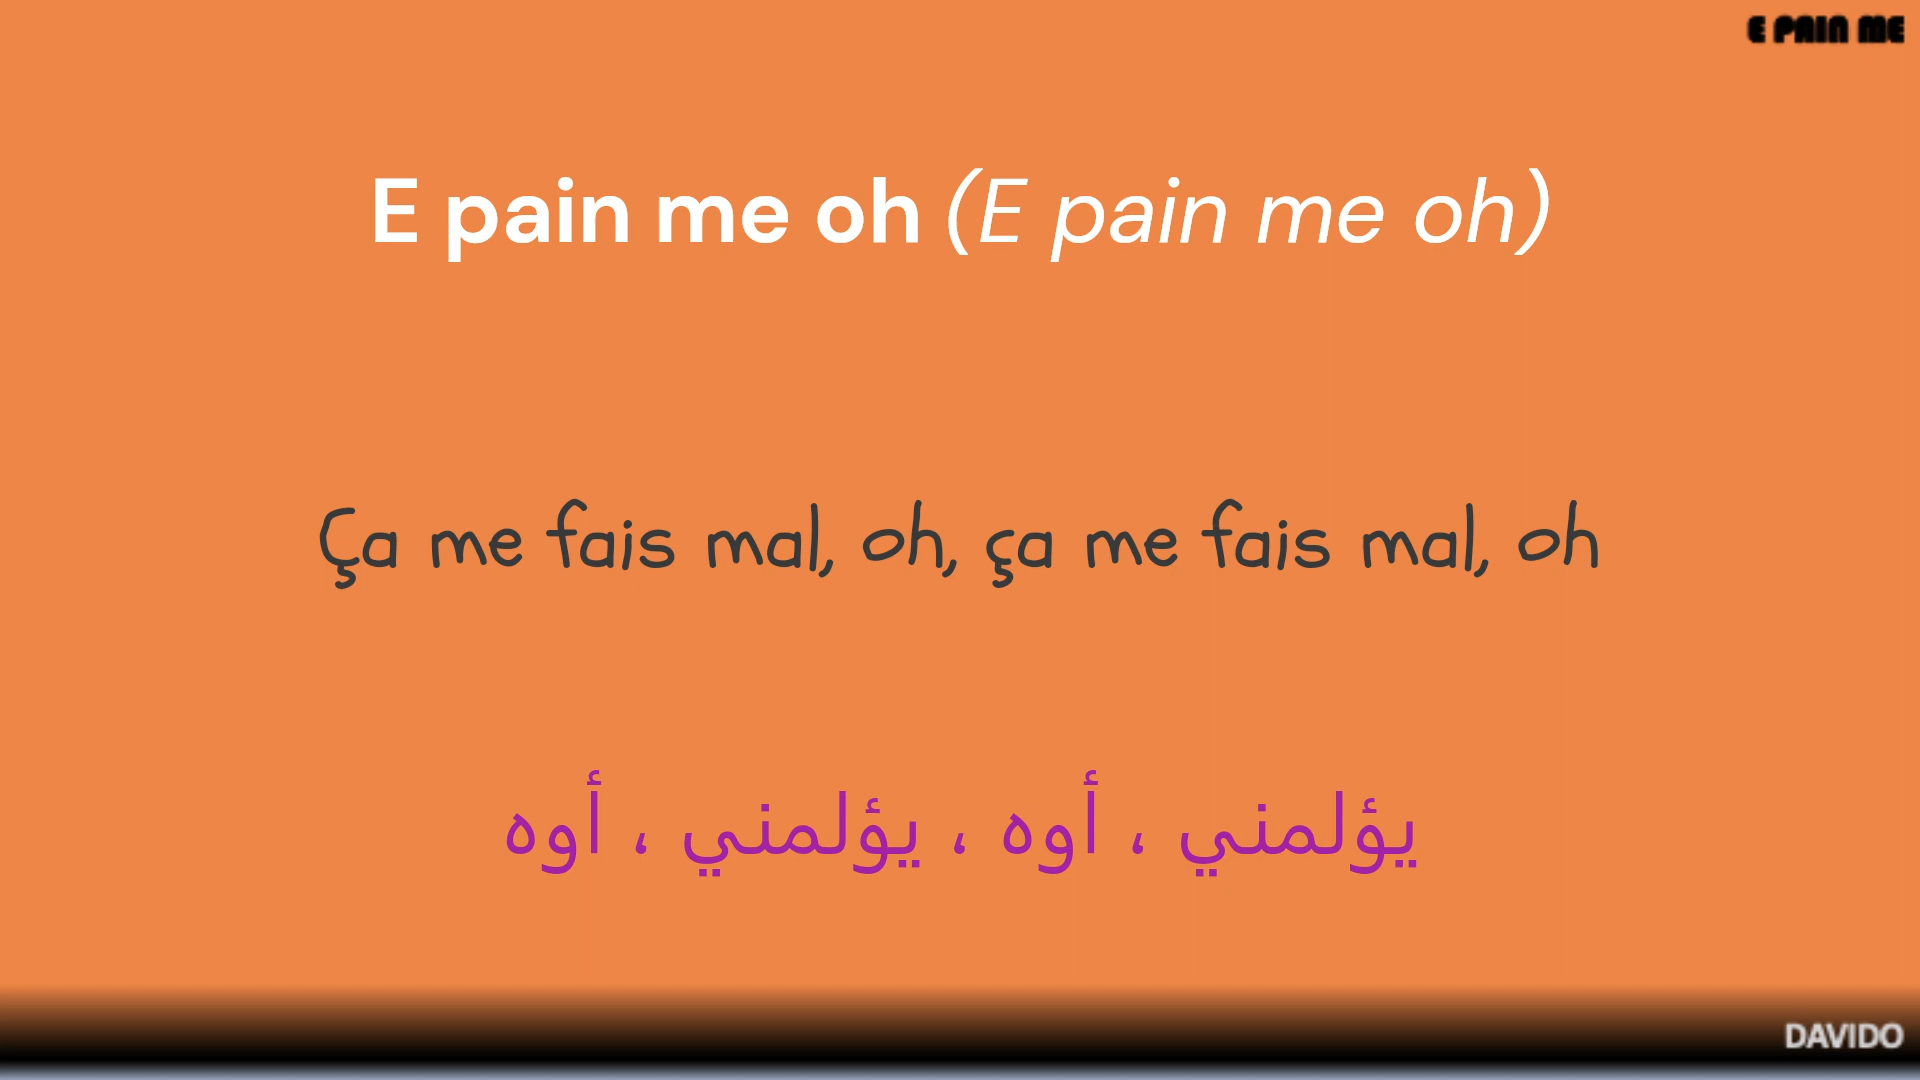 E PAIN ME
E pain me oh (E pain me oh)
Ça me fais mal, oh, ça me fais mal, oh
يؤلمني ، أوه ، يؤلمني ، أوه
DAVIDO